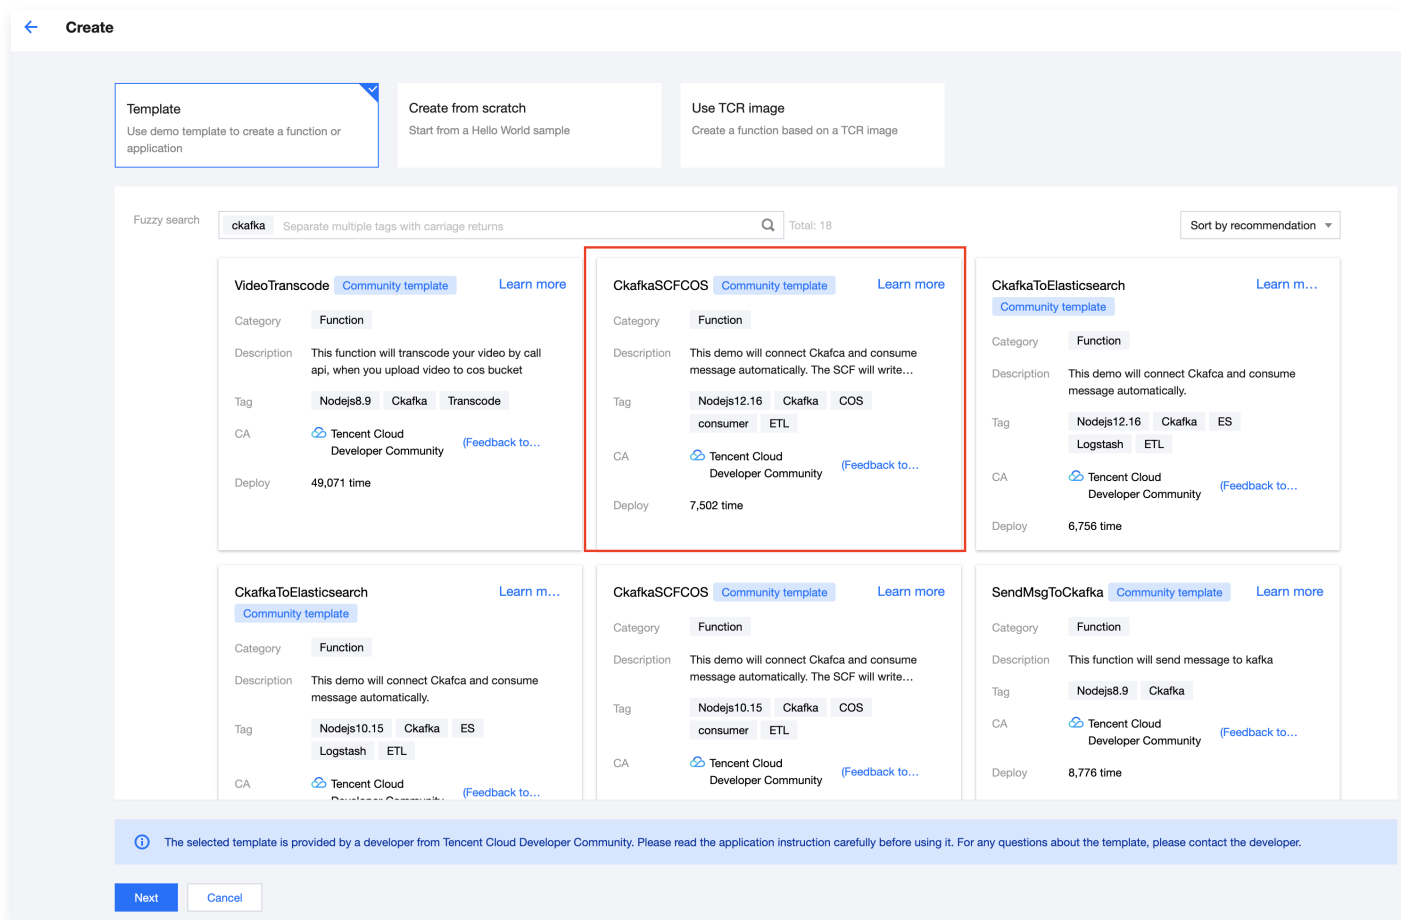 Create
Template
Use demo template to create a function or
application
Create from scratch
Start from a Hello World sample
Use TCR image
Create a function based on a TCR image
Fuzzy search
ckafka
Separate multiple tags with carriage returns
Total: 18
Sort by recommendation
VideoTranscode
Community template
Learn more
Category
Function
Description
This function will transcode your video by call
api, when you upload video to cos bucket
Tag
Nodejs8.9
Ckafka
Transcode
CA
Tencent Cloud
Developer Community
(Feedback to...
Deploy
49,071 time
CkafkaSCFCOS
Community template
Learn more
Category
Function
Description
This demo will connect Ckafca and consume
message automatically. The SCF will write...
Tag
Nodejs12.16
Ckafka
COS
consumer
ETL
CA
Tencent Cloud
Developer Community
(Feedback to...
Deploy
7,502 time
CkafkaToElasticsearch
Learn m...
Community template
Category
Function
Description
This demo will connect Ckafca and consume
message automatically.
Tag
Nodejs12.16
Ckafka
ES
Logstash
ETL
CA
Tencent Cloud
Developer Community
(Feedback to...
Deploy
6,756 time
CkafkaToElasticsearch
Learn m...
Community template
Category
Function
Description
This demo will connect Ckafca and consume
message automatically.
Tag
Nodejs10.15
Ckafka
ES
Logstash
ETL
CA
Tencent Cloud
(Feedback to...
CkafkaSCFCOS
Community template
Learn more
Category
Function
Description
This demo will connect Ckafca and consume
message automatically. The SCF will write...
Tag
Nodejs10.15
Ckafka
COS
consumer
ETL
CA
Tencent Cloud
Developer Community
(Feedback to...
SendMsgToCkafka
Community template
Learn more
Category
Function
Description
This function will send message to kafka
Tag
Nodejs8.9
Ckafka
CA
Tencent Cloud
Developer Community
(Feedback to...
Deploy
8,776 time
The selected template is provided by a developer from Tencent Cloud Developer Community. Please read the application instruction carefully before using it. For any questions about the template, please contact the developer.
Next
Cancel